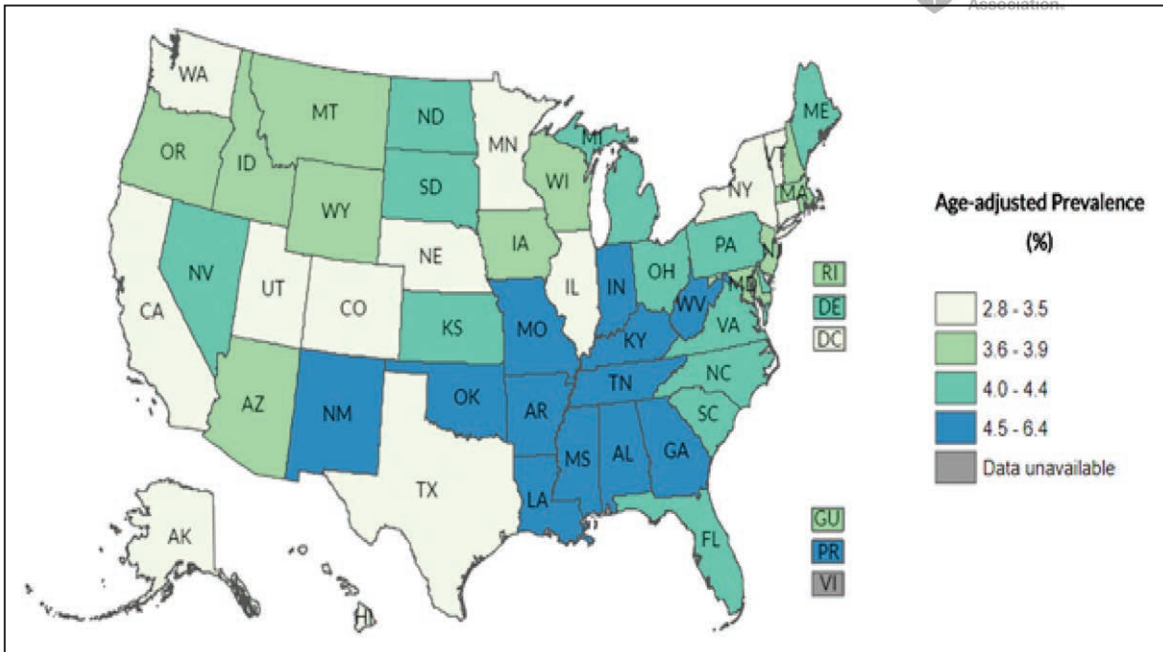 Association.
WA
MT
ND
MN
ME
OR
ID
SD
WI
MI
VT
NY
MA
WY
IA
PA
NJ
NE
NV
UT
IL
IN
OH
MD
CA
CO
KS
MO
WV
VA
KY
NC
AZ
NM
OK
AR
TN
SC
MS
AL
GA
TX
LA
AK
FL
HI
RI
DE
DC
GU
PR
VI
Age-adjusted Prevalence
(%)
2.8 - 3.5
3.6 - 3.9
4.0 - 4.4
4.5 - 6.4
Data unavailable